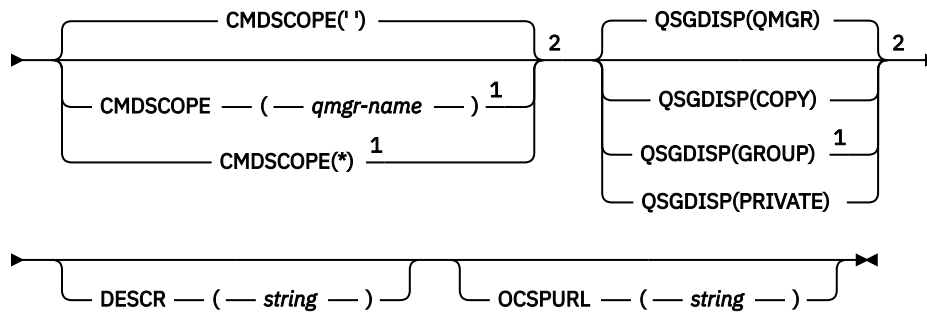 CMDSCOPE(' ') 2
CMDSCOPE ( qmgr-name ) 1
CMDSCOPE(*) 1
QSGDISP(QMGR) 2
QSGDISP(COPY)
QSGDISP(GROUP) 1
QSGDISP(PRIVATE)
DESCR ( string ) OCSPURL ( string )